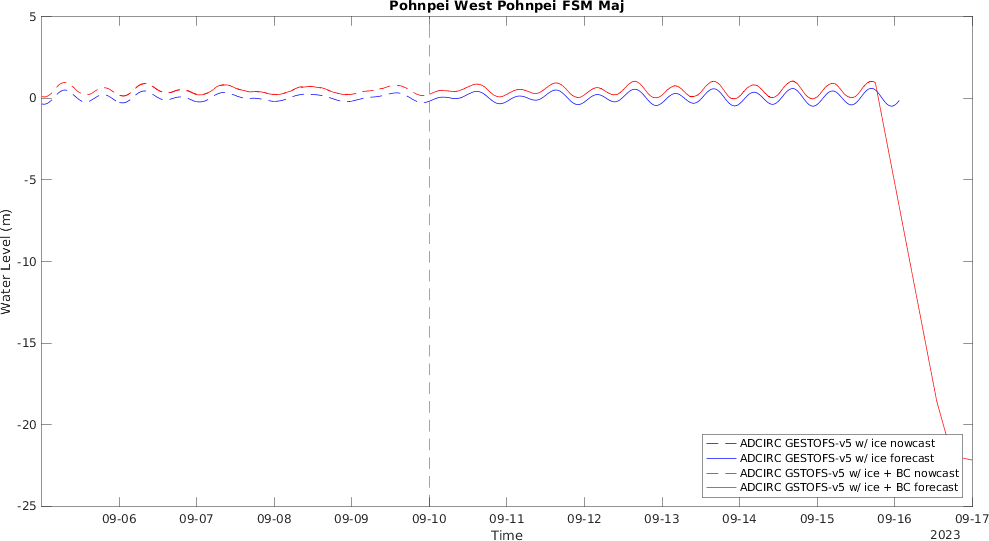 Pohnpei West Pohnpei FSM Maj
5
0
-5
-10
-15
-20
-25
Water Level (m)
ADCIRC GESTOFS-v5 w/ ice nowcast
ADCIRC GESTOFS-v5 w/ ice forecast
ADCIRC GSTOFS-v5 w/ ice + BC nowcast
ADCIRC GSTOFS-v5 w/ ice + BC forecast
09-06 09-07 09-08 09-09 09-10 09-11 09-12 09-13 09-14 09-15 09-16 09-17
Time
2023